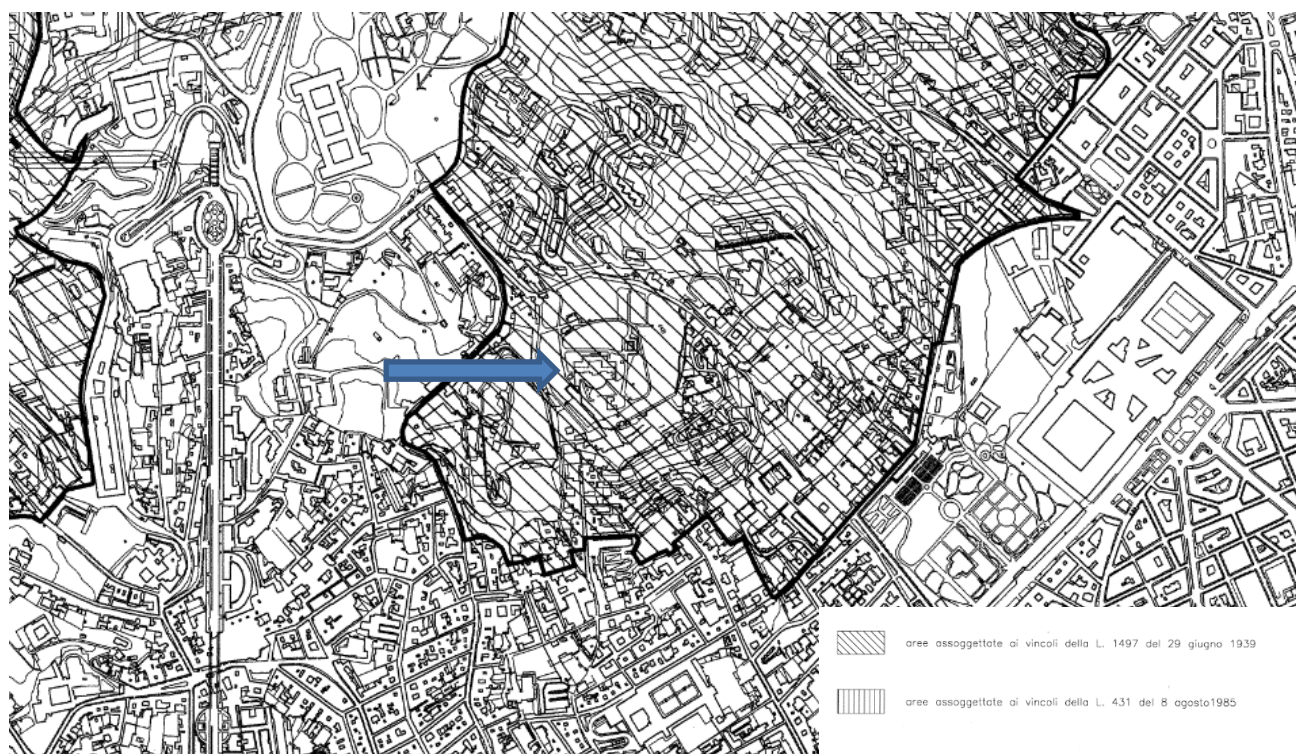 aree assoggettate ai vincoli della L. 1497 del 29 giugno 1939
aree assoggettate ai vincoli della L. 431 del 8 agosto1985